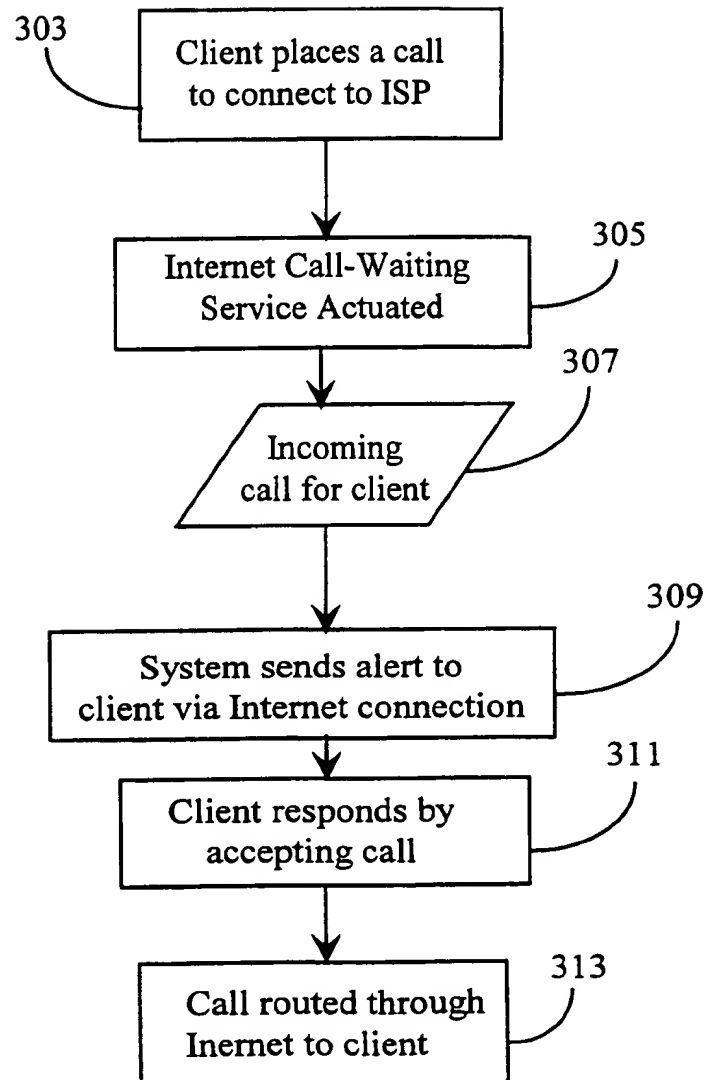 303
Client places a call
to connect to ISP
305
Internet Call-Waiting
Service Actuated
307
Incoming
call for client
309
System sends alert to
client via Internet connection
311
Client responds by
accepting call
313
Call routed through
Inernet to client